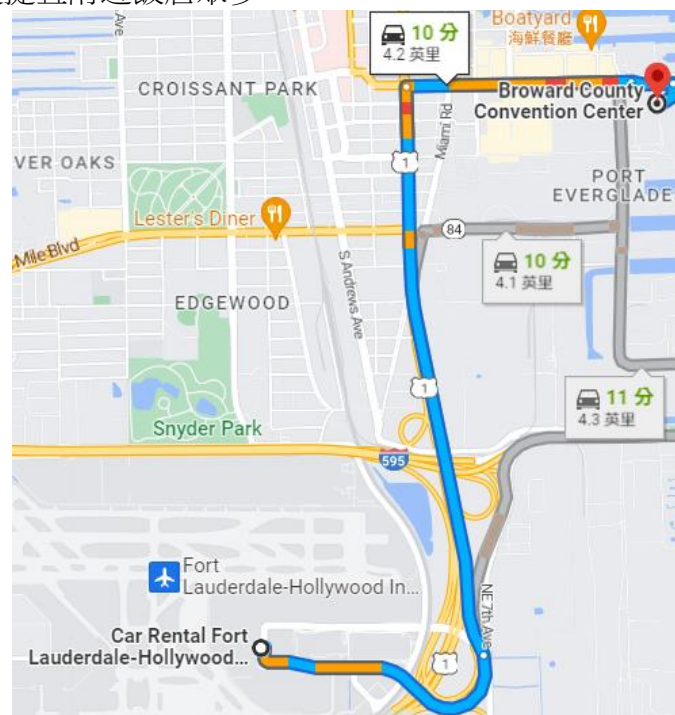 Ave
10 分
4.2 英里
Boatyard
海鮮餐廳
CROISSANT PARK
Broward County
Convention Center
Miami Rd
VER OAKS
1
PORT
EVERGLADE
Lester's Diner
84
Mile Blvd
S Andrews Ave
10 分
4.1 英里
EDGEWOOD
1
11 分
4.3 英里
Snyder Park
595
Fort
Lauderdale-Hollywood In...
NE 7th Ave
Car Rental Fort
Lauderdale-Hollywood...
1